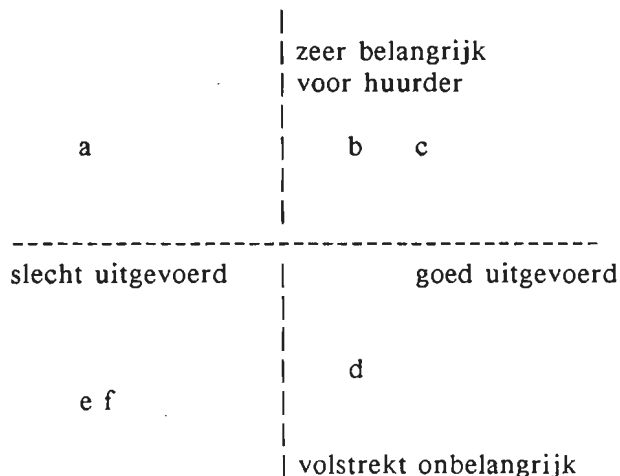 zeer belangrijk
voor huurder
a b c
slecht uitgevoerd goed uitgevoerd
d
e f
volstrekt onbelangrijk